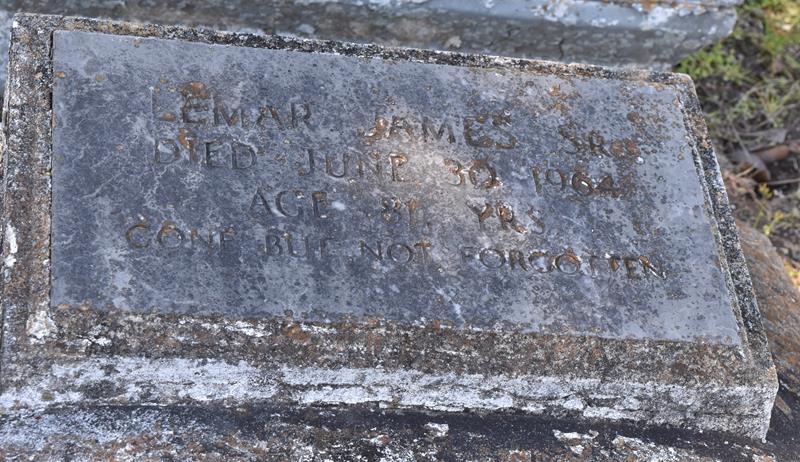 LEMAR JAMES SR.
DIED JUNE 30 1964
AGE 81 YRS
GONE BUT NOT FORGOTTEN